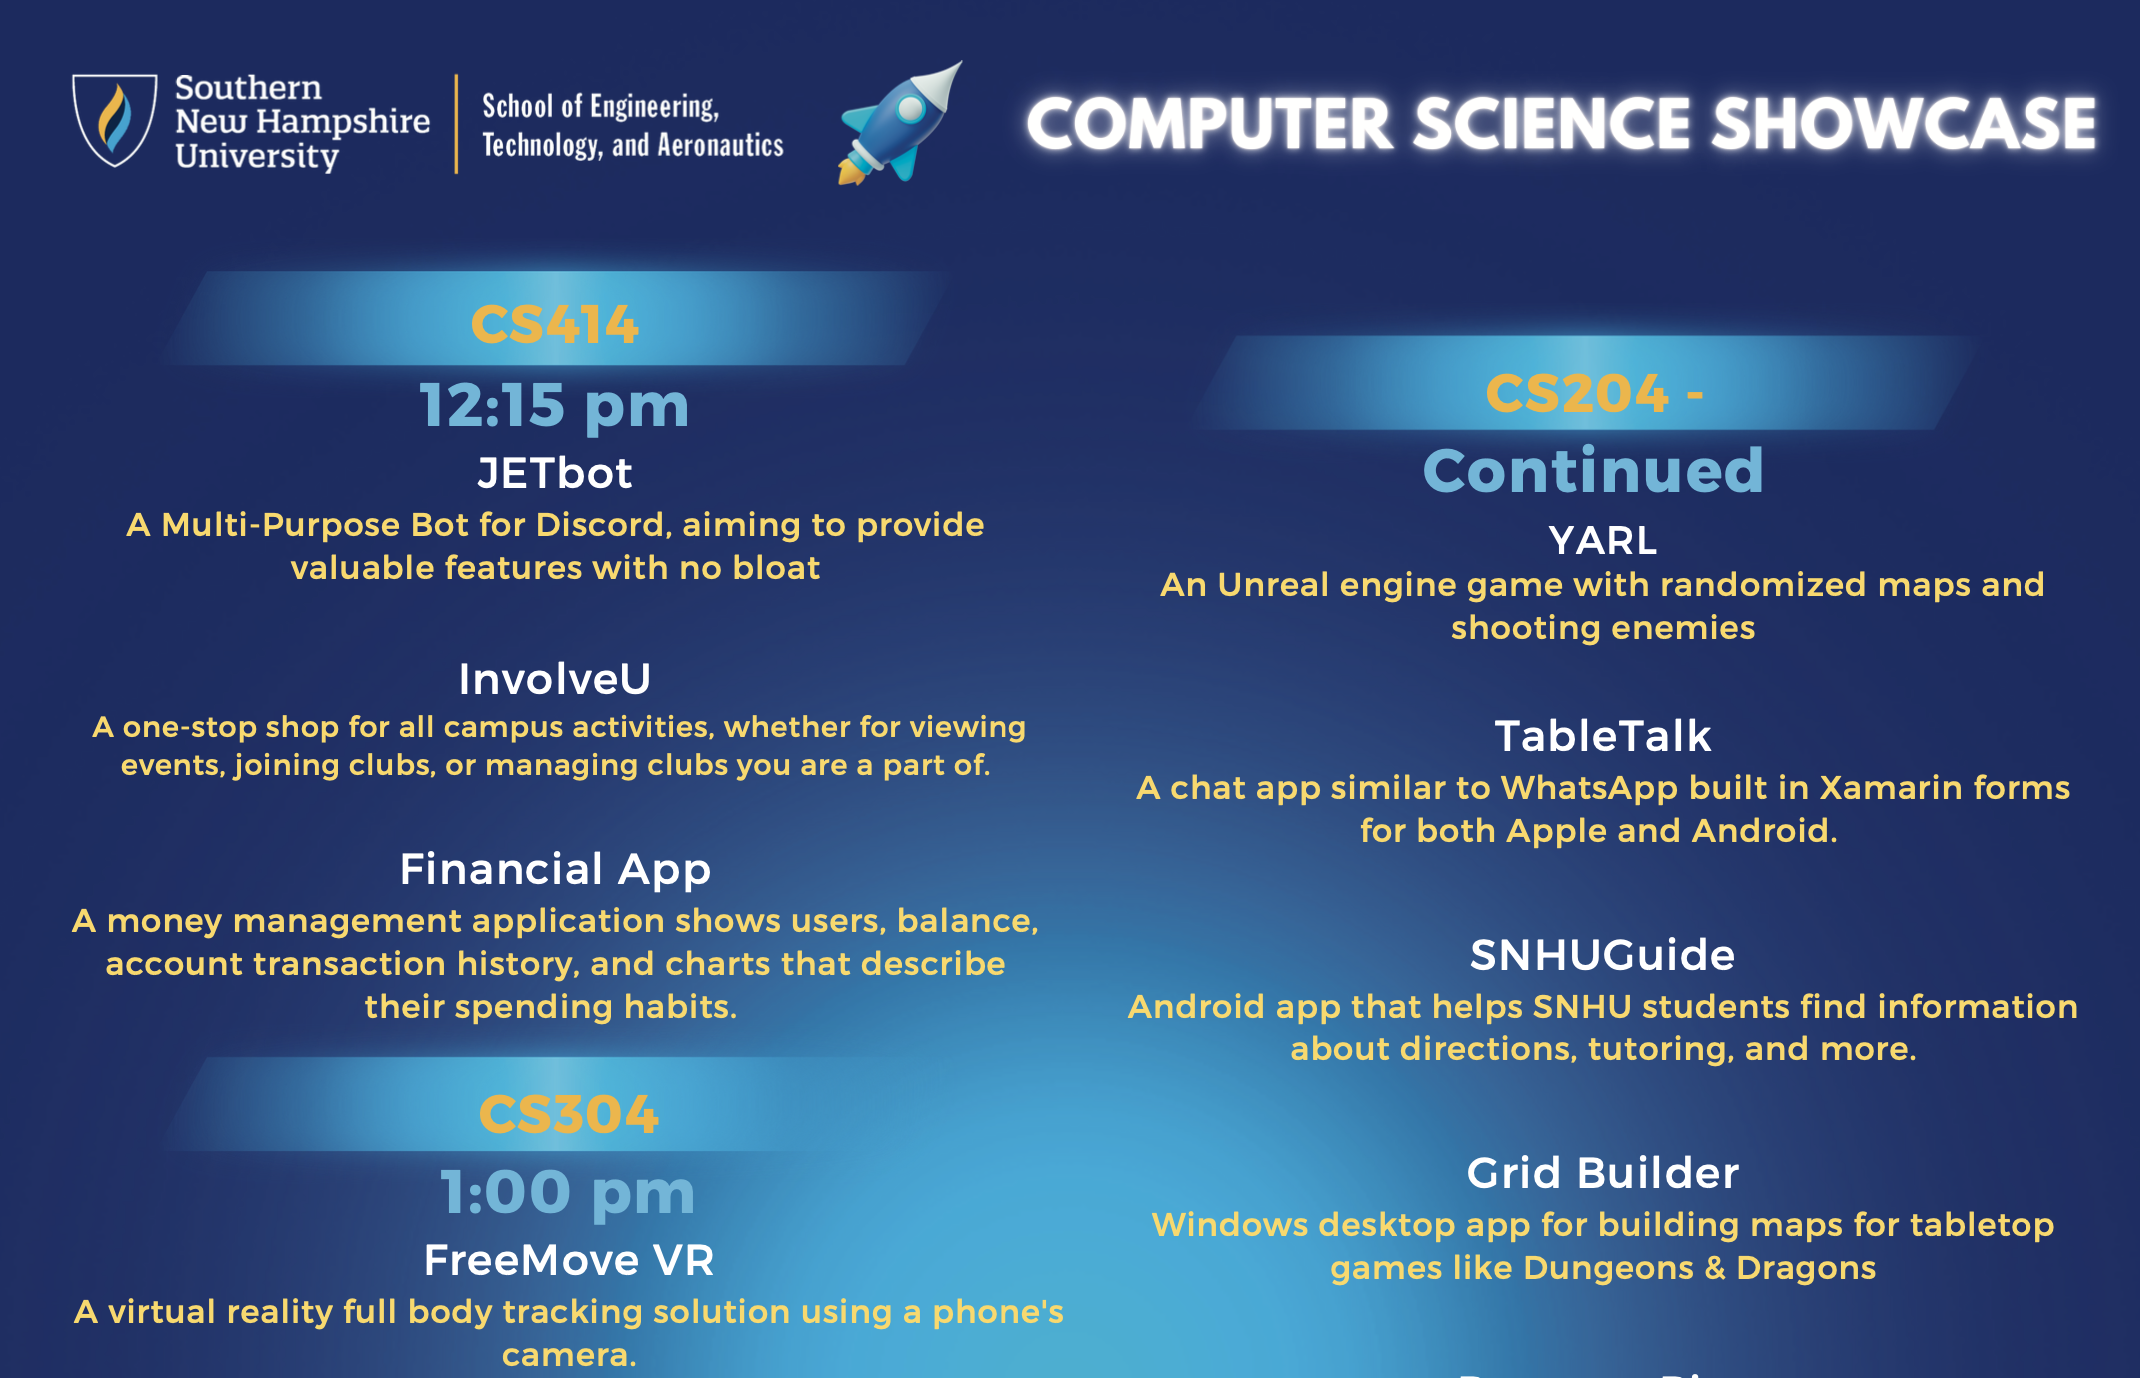 Southern
New Hampshire
University
School of Engineering,
Technology, and Aeronautics
COMPUTER SCIENCE SHOWCASE
CS414
12:15 pm
JETbot
A Multi-Purpose Bot for Discord, aiming to provide
valuable features with no bloat
InvolveU
A one-stop shop for all campus activities, whether for viewing
events, joining clubs, or managing clubs you are a part of.
Financial App
A money management application shows users, balance,
account transaction history, and charts that describe
their spending habits.
CS304
1:00 pm
FreeMove VR
A virtual reality full body tracking solution using a phone's
camera.
CS204 -
Continued
YARL
An Unreal engine game with randomized maps and
shooting enemies
TableTalk
A chat app similar to WhatsApp built in Xamarin forms
for both Apple and Android.
SNHUGuide
Android app that helps SNHU students find information
about directions, tutoring, and more.
Grid Builder
Windows desktop app for building maps for tabletop
games like Dungeons & Dragons